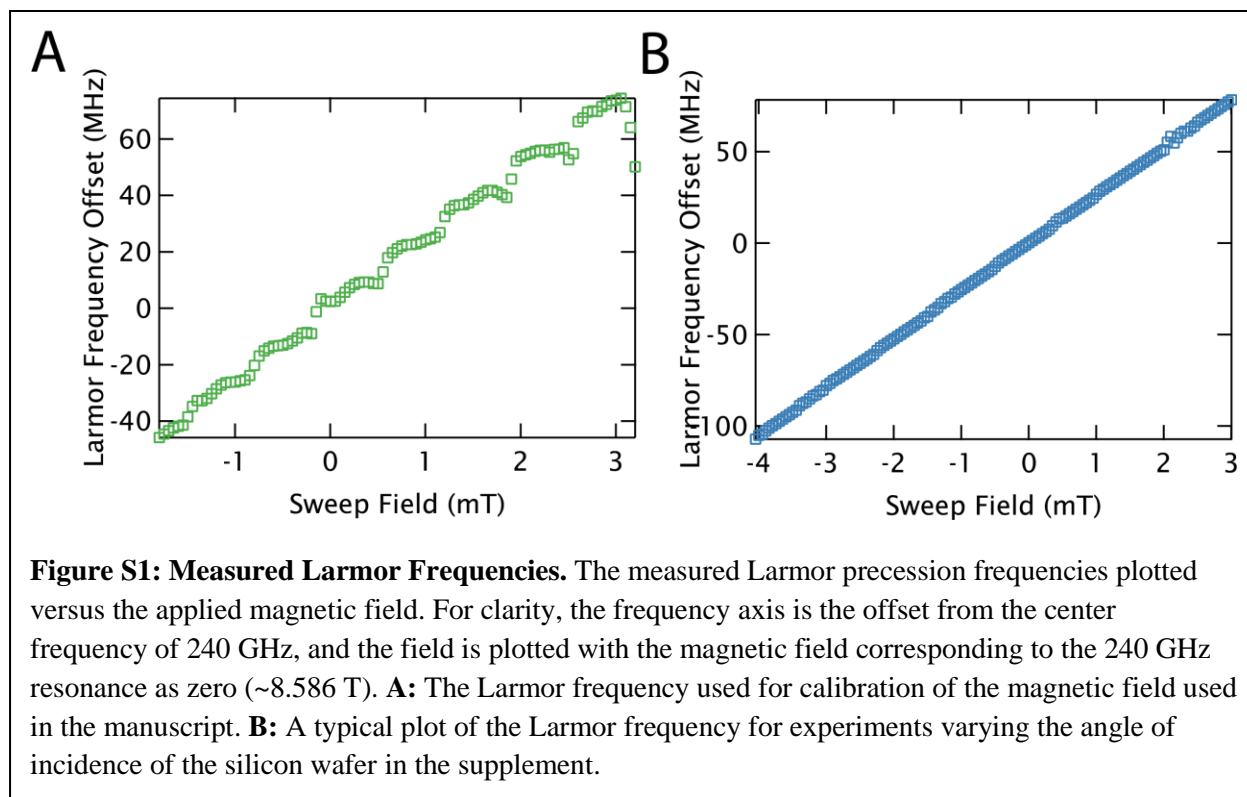 A
B
Larmor Frequency Offset (MHz)
60
40
20
0
-20
-40
-1
0
1
2
3
Sweep Field (mT)
Larmor Frequency Offset (MHz)
50
0
-50
-100
-4
-3
-2
-1
0
1
2
3
Sweep Field (mT)
Figure S1: Measured Larmor Frequencies. The measured Larmor precession frequencies plotted
versus the applied magnetic field. For clarity, the frequency axis is the offset from the center
frequency of 240 GHz, and the field is plotted with the magnetic field corresponding to the 240 GHz
resonance as zero (~8.586 T). A: The Larmor frequency used for calibration of the magnetic field used
in the manuscript. B: A typical plot of the Larmor frequency for experiments varying the angle of
incidence of the silicon wafer in the supplement.